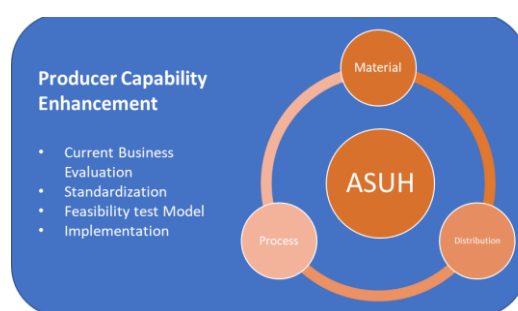 Producer Capability
Enhancement
• Current Business
Evaluation
• Standardization
• Feasibility test Model
• Implementation
Material
ASUH
Process
Distribution